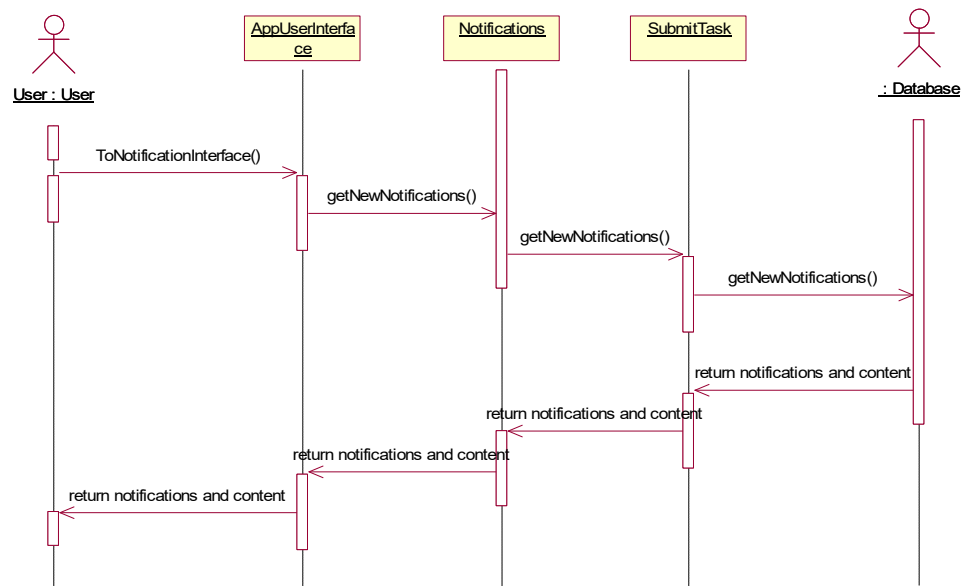 AppUserInterfa
ce
Notifications
SubmitTask
User : User
: Database
ToNotificationInterface()
getNewNotifications()
getNewNotifications()
getNewNotifications()
return notifications and content
return notifications and content
return notifications and content
return notifications and content